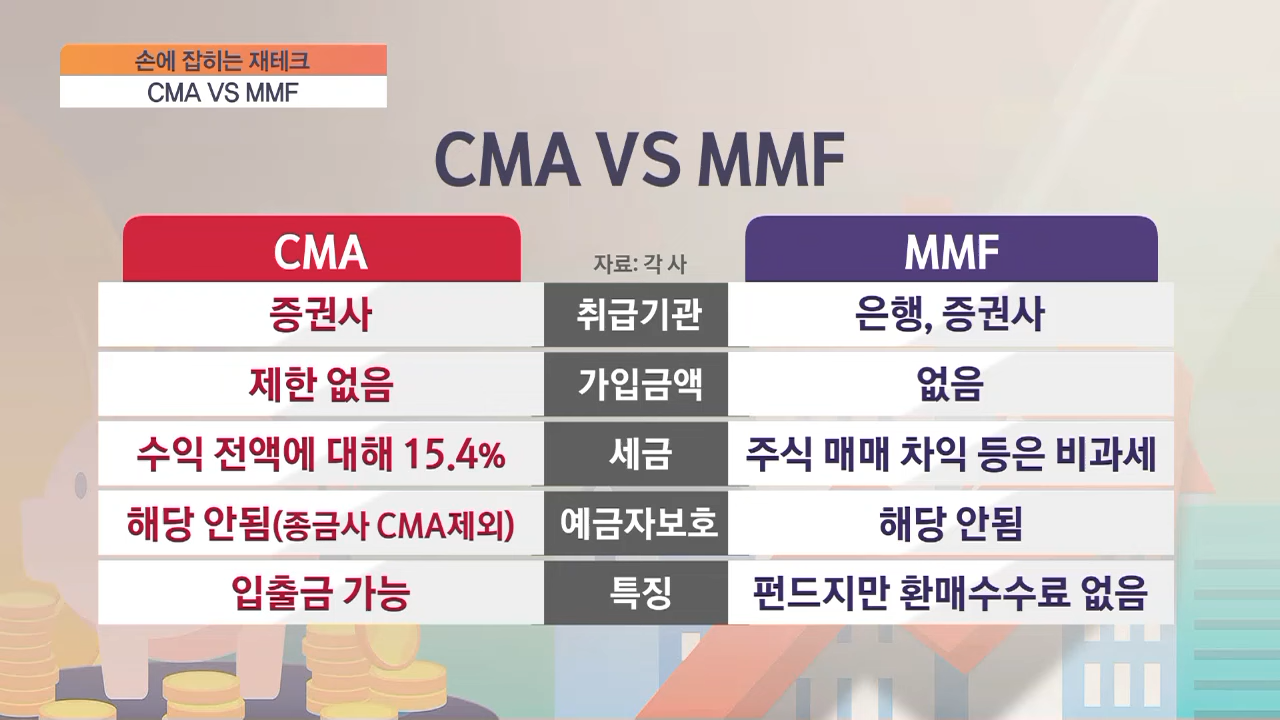 손에 잡히는 재테크
CMA VS MMF
CMA VS MMF
CMA 자료: 각 사 MMF
증권사 취급기관 은행, 증권사
제한 없음 가입금액 없음
수익 전액에 대해 15.4% 세금 주식 매매 차익 등은 비과세
해당 안됨(종금사 CMA제외) 예금자보호 해당 안됨
입출금 가능 특징 펀드지만 환매수수료 없음